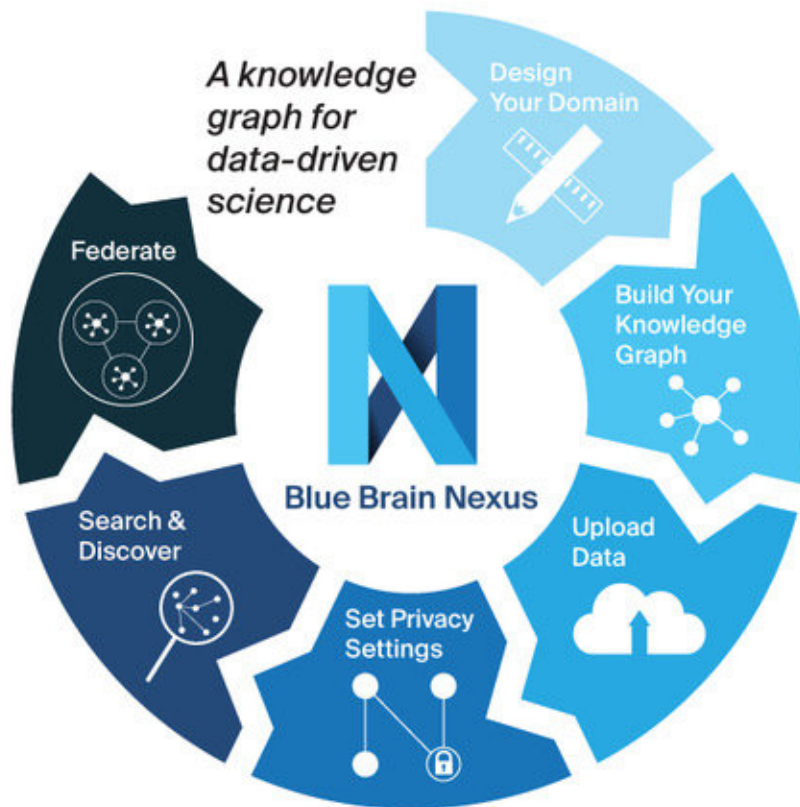 A knowledge
graph for
data-driven
science
Design
Your Domain
Build Your
Knowledge
Graph
Upload
Data
Set Privacy
Settings
Search &
Discover
Federate
Blue Brain Nexus